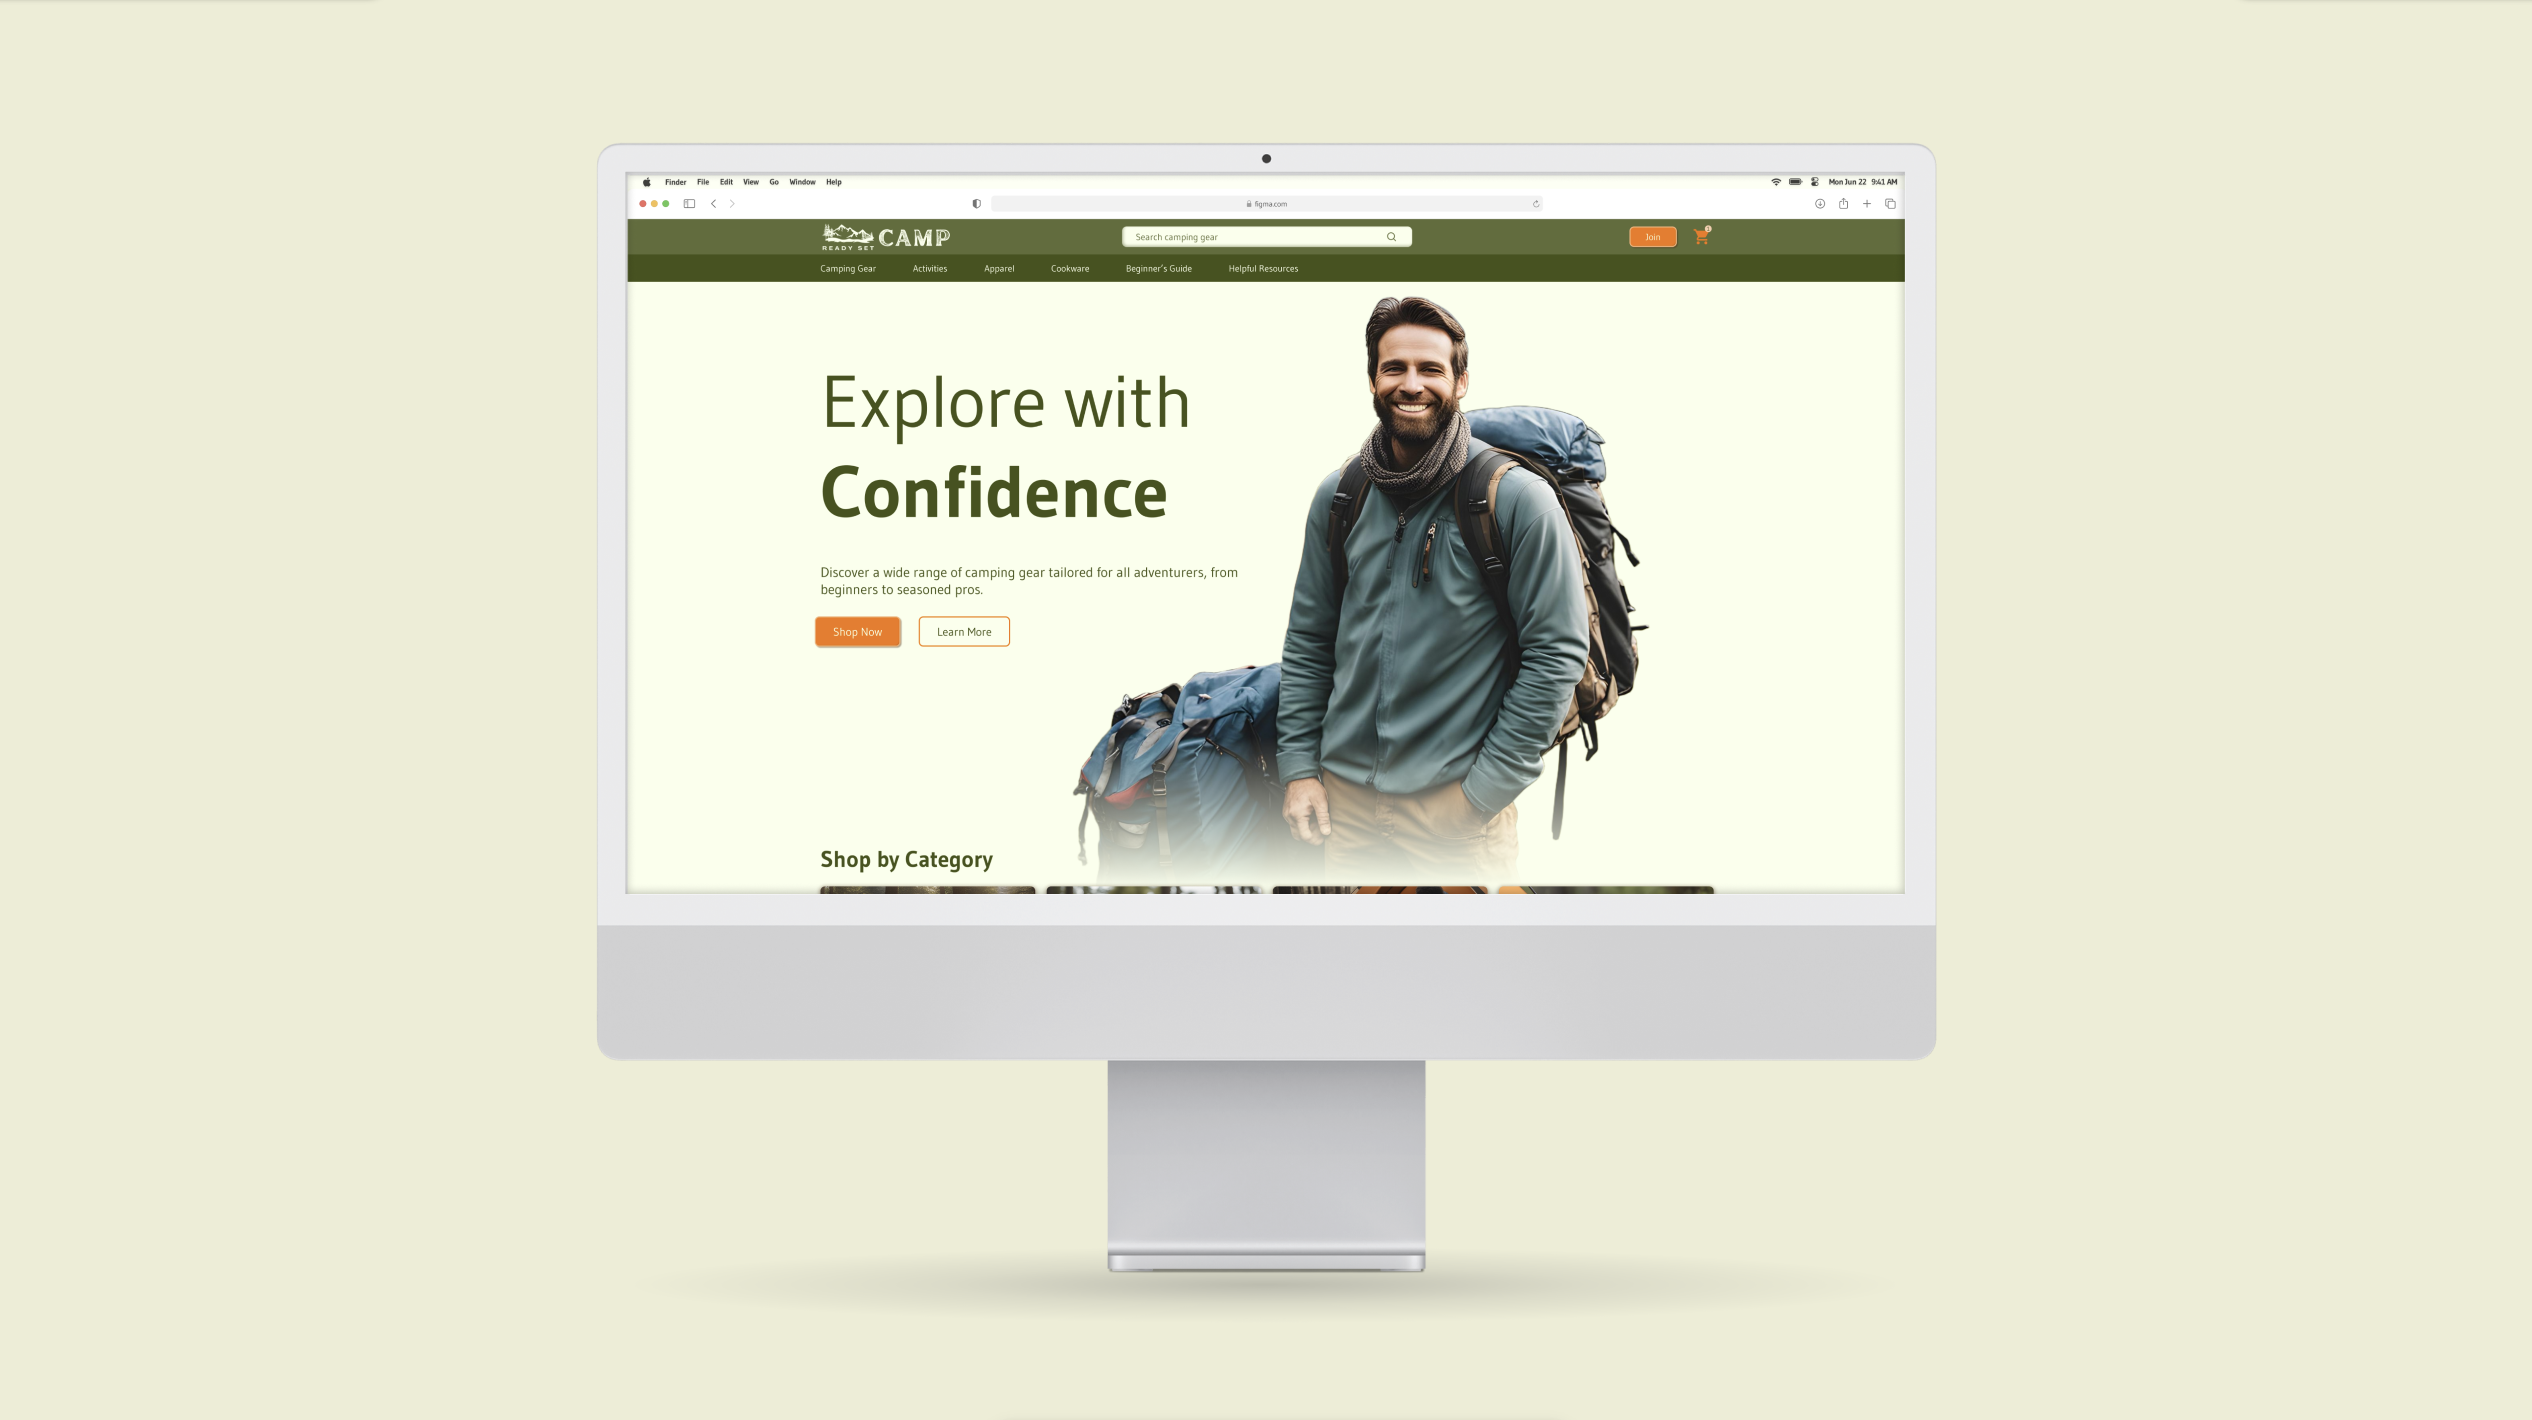 Finder File Edit View Go Window Help
Mon Jun 22 9:41 AM
figma.com
READY SET CAMP
Search camping gear
Join
1
Camping Gear Activities Apparel Cookware Beginner's Guide Helpful Resources
Explore with
Confidence
Discover a wide range of camping gear tailored for all adventurers, from
beginners to seasoned pros.
Shop Now Learn More
Shop by Category